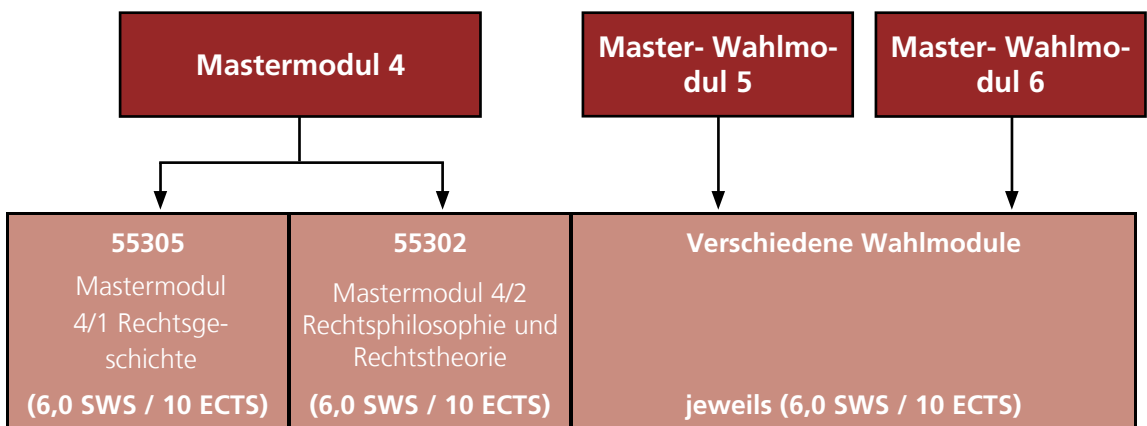 Mastermodul 4
Master- Wahlmo-
dul 5
Master- Wahlmo-
dul 6
55305
Mastermodul
4/1 Rechtsge-
schichte
(6,0 SWS / 10 ECTS)
55302
Mastermodul 4/2
Rechtsphilosophie und
Rechtstheorie
(6,0 SWS / 10 ECTS)
Verschiedene Wahlmodule
jeweils (6,0 SWS / 10 ECTS)